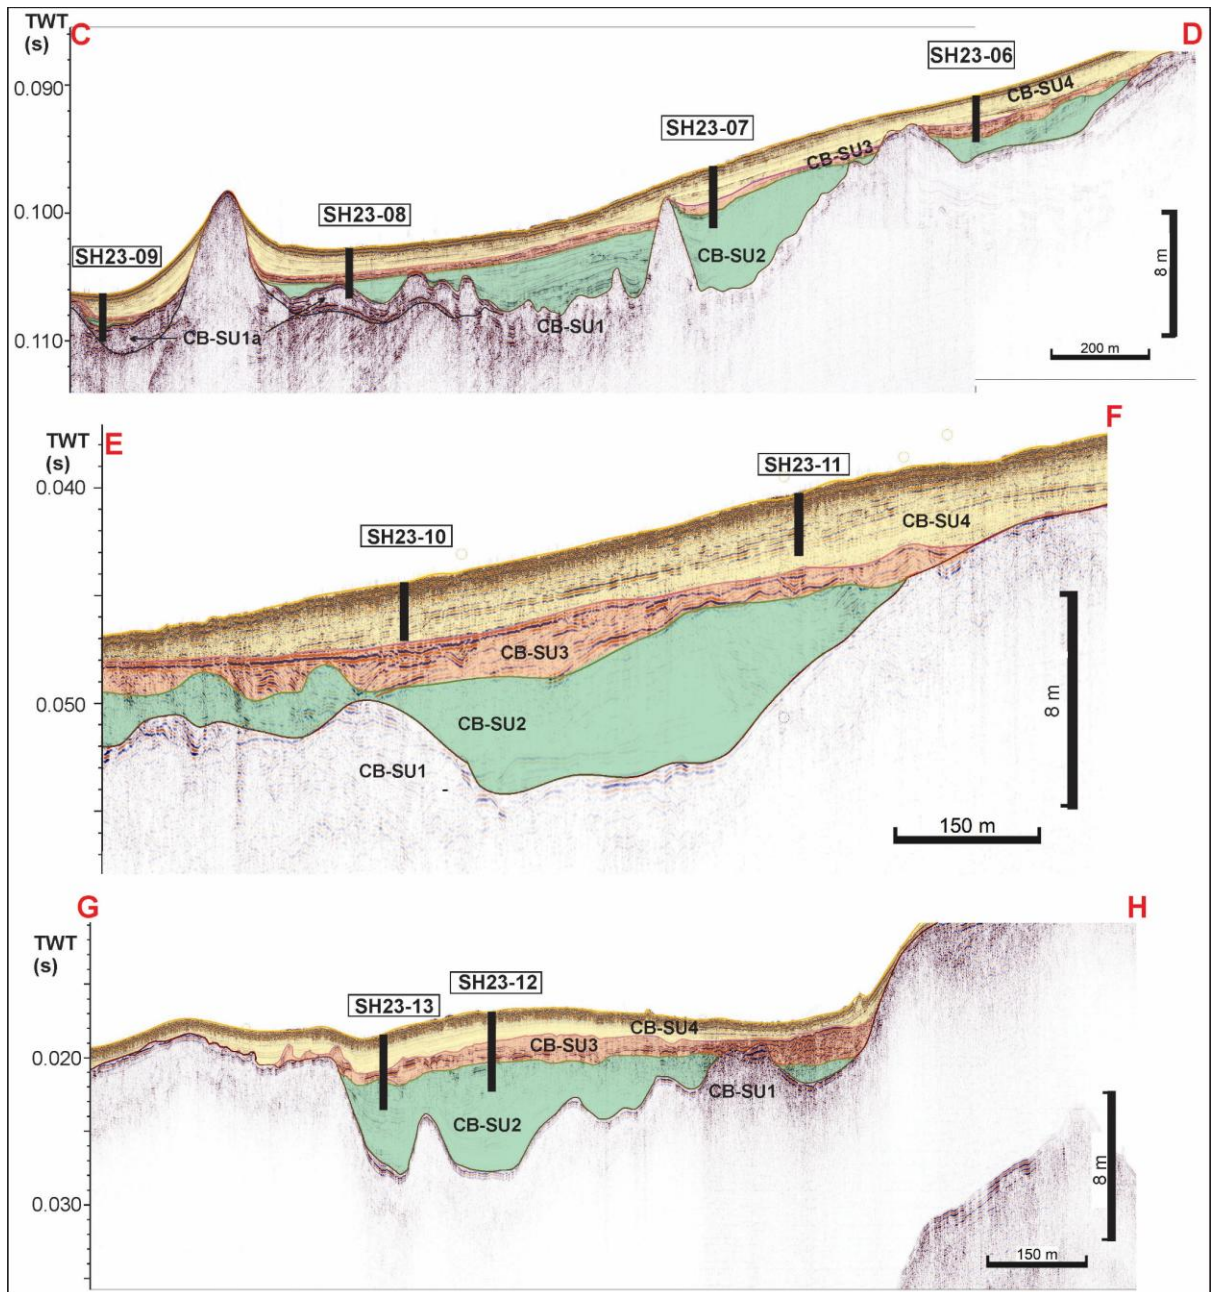 TWT
(s)
C
D
SH23-06
CB-SU4
0.090
SH23-07
CB-SU3
0.100
SH23-08
SH23-09
CB-SU2
8 m
CB-SU1
CB-SU1a
0.110
200 m
TWT
(s)
E
F
SH23-11
0.040
CB-SU4
SH23-10
CB-SU3
0.050
CB-SU2
8 m
CB-SU1
150 m
G
H
TWT
(s)
SH23-12
SH23-13
CB-SU4
CB-SU3
0.020
CB-SU1
CB-SU2
8 m
0.030
150 m